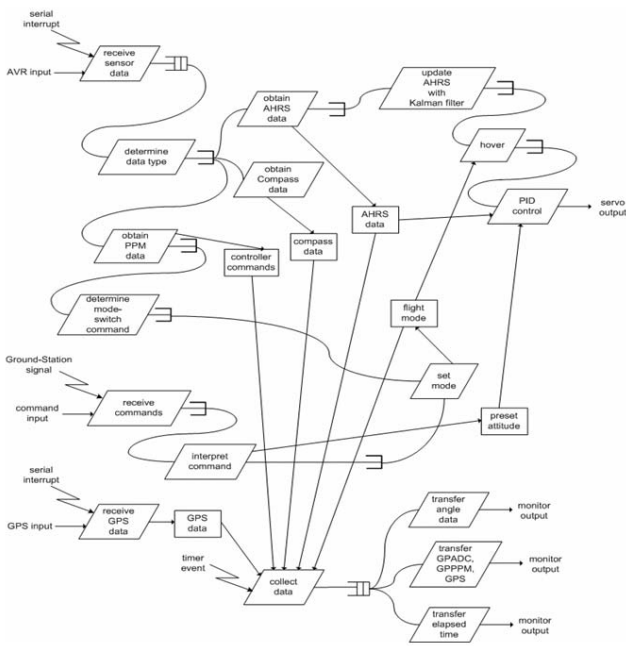 serial
interrupt
AVR input
receive
sensor
data
update
AHRS
with
Kalman filter
obtain
AHRS
data
determine
data type
hover
obtain
Compass
data
PID
control
servo
output
AHRS
data
obtain
PPM
data
compass
data
controller
commands
determine
mode-
switch
command
flight
mode
Ground-Station
signal
set
mode
command
input
receive
commands
preset
attitude
interpret
command
serial
interrupt
GPS input
receive
GPS
data
GPS
data
transfer
angle
data
monitor
output
timer
event
collect
data
transfer
GPADC,
GPPPM,
GPS
monitor
output
transfer
elapsed
time
monitor
output